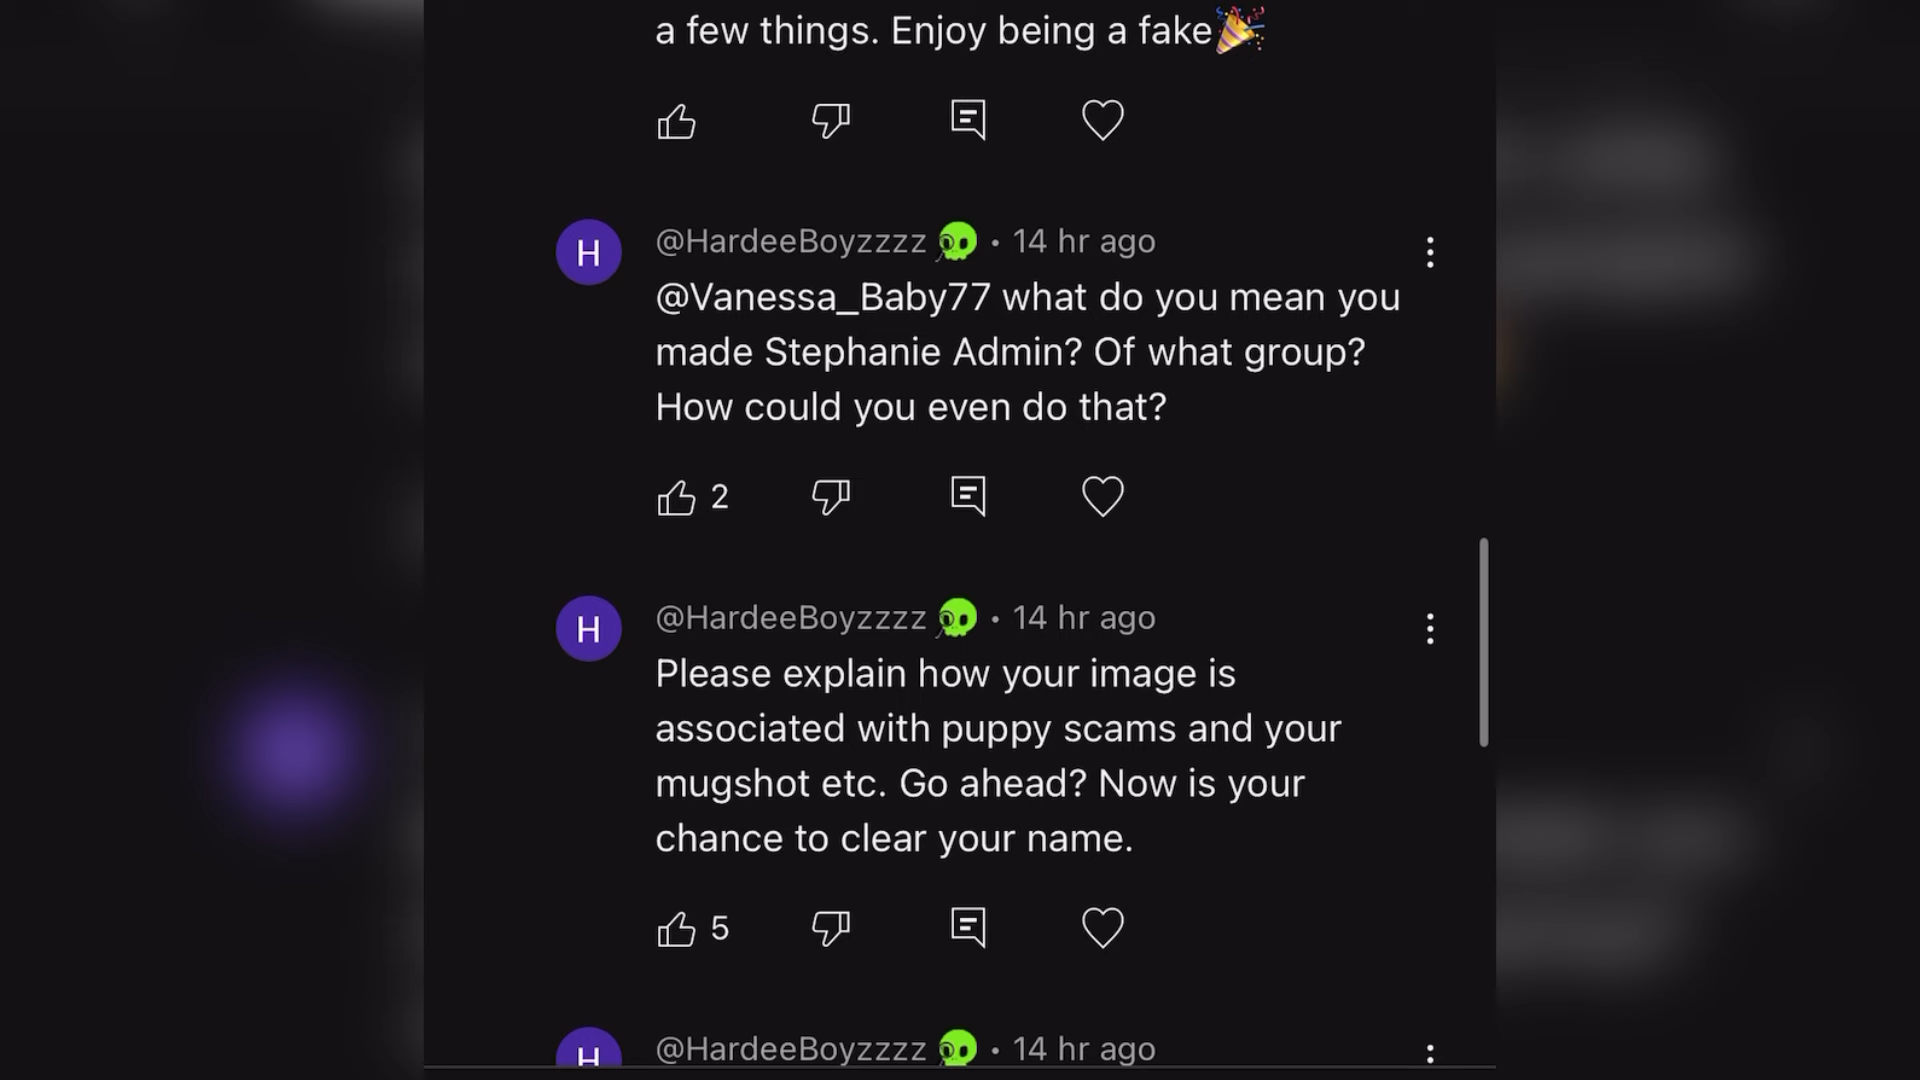 a few things. Enjoy being a fake🎉
H
@HardeeBoyzzzz • 14 hr ago
@Vanessa_Baby77 what do you mean you
made Stephanie Admin? Of what group?
How could you even do that?
2
H
@HardeeBoyzzzz • 14 hr ago
Please explain how your image is
associated with puppy scams and your
mugshot etc. Go ahead? Now is your
chance to clear your name.
5
H
@HardeeBoyzzzz • 14 hr ago